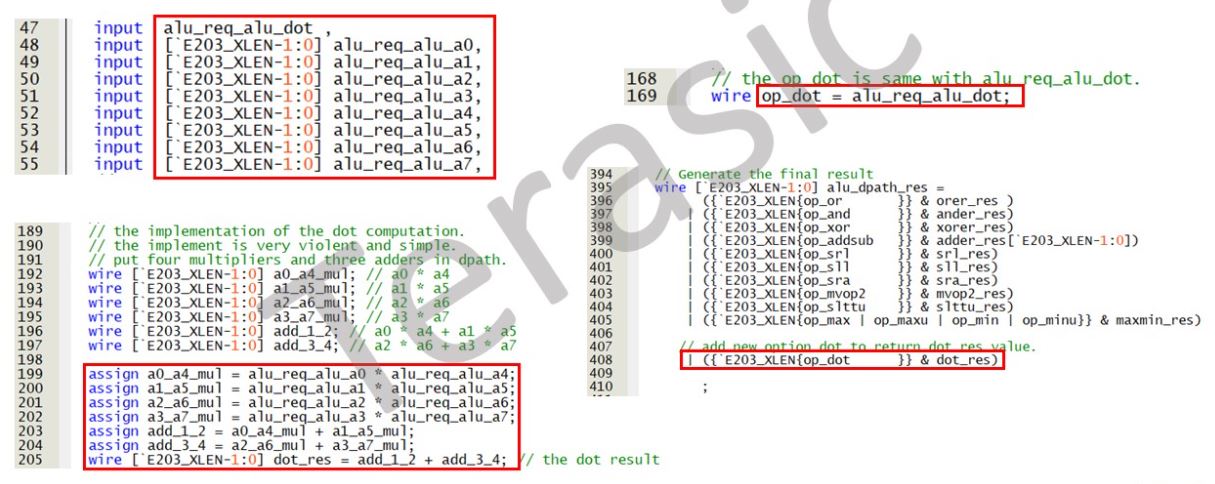 47 input alu_req_alu_dot ,
48 input [`E203_XLEN-1:0] alu_req_alu_a0,
49 input [`E203_XLEN-1:0] alu_req_alu_a1,
50 input [`E203_XLEN-1:0] alu_req_alu_a2,
51 input [`E203_XLEN-1:0] alu_req_alu_a3,
52 input [`E203_XLEN-1:0] alu_req_alu_a4,
53 input [`E203_XLEN-1:0] alu_req_alu_a5,
54 input [`E203_XLEN-1:0] alu_req_alu_a6,
55 input [`E203_XLEN-1:0] alu_req_alu_a7,
168 // the op_dot is same with alu_req_alu_dot.
169 wire op_dot = alu_req_alu_dot;
189 // the implementation of the dot computation.
190 // the implement is very violent and simple.
191 // put four multipliers and three adders in dpath.
192 wire [`E203_XLEN-1:0] a0_a4_mul; // a0 * a4
193 wire [`E203_XLEN-1:0] a1_a5_mul; // a1 * a5
194 wire [`E203_XLEN-1:0] a2_a6_mul; // a2 * a6
195 wire [`E203_XLEN-1:0] a3_a7_mul; // a3 * a7
196 wire [`E203_XLEN-1:0] add_1_2; // a0 * a4 + a1 * a5
197 wire [`E203_XLEN-1:0] add_3_4; // a2 * a6 + a3 * a7
198
199 assign a0_a4_mul = alu_req_alu_a0 * alu_req_alu_a4;
200 assign a1_a5_mul = alu_req_alu_a1 * alu_req_alu_a5;
201 assign a2_a6_mul = alu_req_alu_a2 * alu_req_alu_a6;
202 assign a3_a7_mul = alu_req_alu_a3 * alu_req_alu_a7;
203 assign add_1_2 = a0_a4_mul + a1_a5_mul;
204 assign add_3_4 = a2_a6_mul + a3_a7_mul;
205 wire [`E203_XLEN-1:0] dot_res = add_1_2 + add_3_4; // the dot result
394 // Generate the final result
395 wire [`E203_XLEN-1:0] alu_dpath_res =
396 ({`E203_XLEN{op_or }} & orer_res )
397 | ({`E203_XLEN{op_and }} & ander_res)
398 | ({`E203_XLEN{op_xor }} & xorer_res)
399 | ({`E203_XLEN{op_addsub }} & adder_res[`E203_XLEN-1:0])
400 | ({`E203_XLEN{op_srl }} & srl_res)
401 | ({`E203_XLEN{op_sll }} & sll_res)
402 | ({`E203_XLEN{op_sra }} & sra_res)
403 | ({`E203_XLEN{op_mvop2 }} & mvop2_res)
404 | ({`E203_XLEN{op_slttu }} & slttu_res)
405 | ({`E203_XLEN{op_max | op_maxu | op_min | op_minu}} & maxmin_res)
406
407 // add new option dot to return dot_res value.
408 | ({`E203_XLEN{op_dot }} & dot_res)
409
410 ;
Terasic